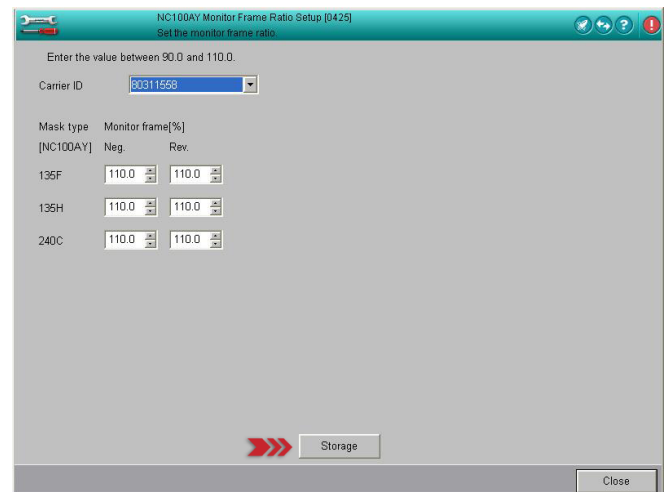 NC100AY Monitor Frame Ratio Setup [0425]
Set the monitor frame ratio.
Enter the value between 90.0 and 110.0.
Carrier ID 80311558
Mask type Monitor frame[%]
[NC100AY] Neg. Rev.
135F 110.0 110.0
135H 110.0 110.0
240C 110.0 110.0
Storage
Close